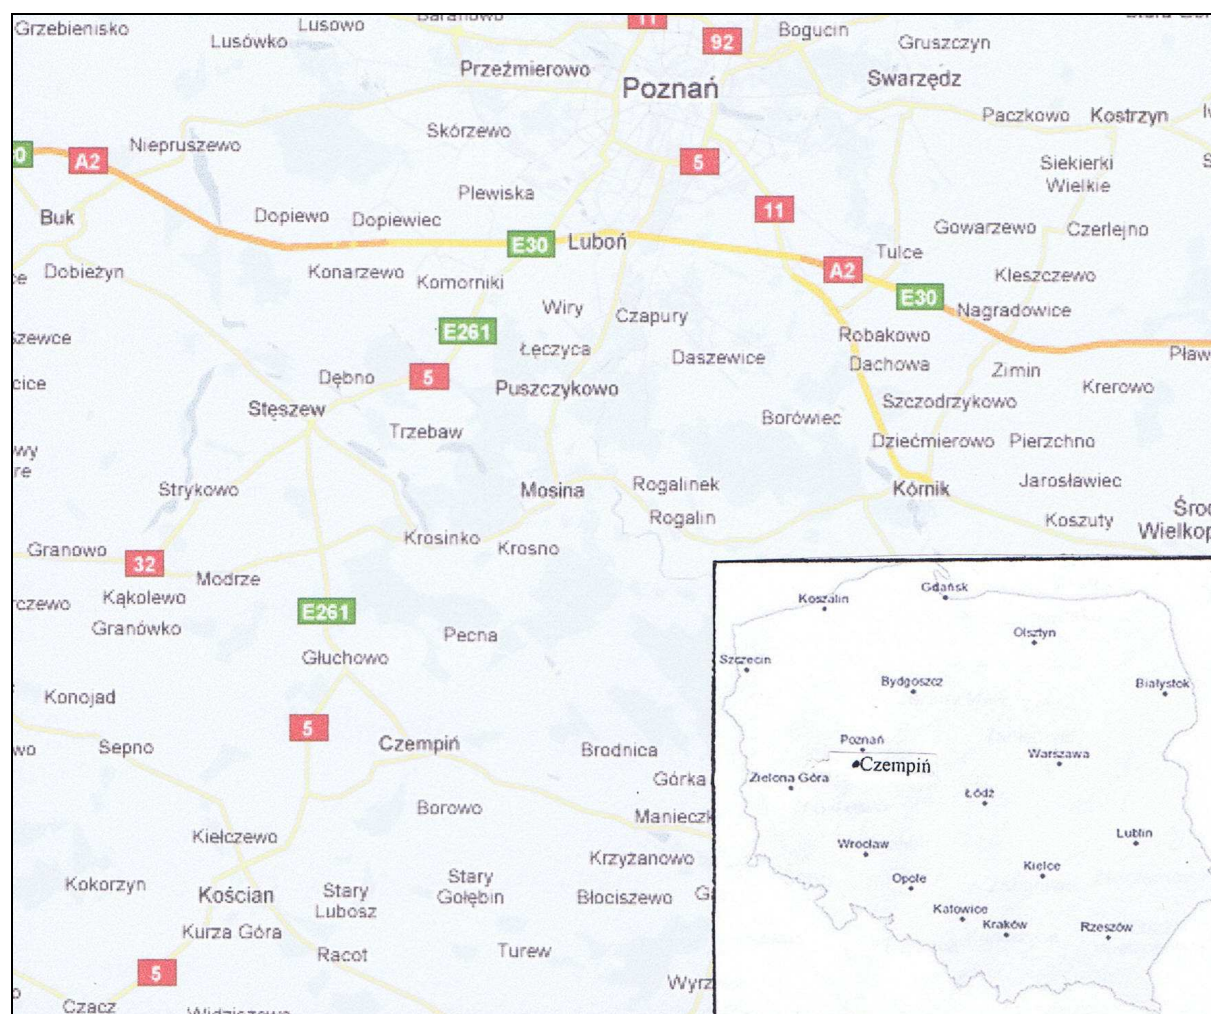 Grzebienisko
Lusowo
Baranowo
11
Bogucin
Lusówko
92
Gruszczyn
Przeźmierowo
Poznań
Swarzędz
Paczkowo
Kostrzyn
Niepruszewo
Skórzewo
A2
5
Siekierki
Wielkie
Plewiska
Buk
Dopiewo
Dopiewiec
11
Gowarzewo
Czerlejno
E30
Luboń
Tulce
Dobieżyn
Konarzewo
Komorniki
A2
Kleszczewo
E30
Wiry
Czapury
Nagradowice
E261
Robakowo
Łęczyca
Daszewice
Dachowa
Dębno
5
Puszczykowo
Zimin
Krerowo
Stęszew
Szczodrzykowo
Trzebaw
Borówiec
Dziećmierowo
Pierzchno
Strykowo
Mosina
Rogalinek
Kórnik
Jarosławiec
Rogalin
Koszuty
Granowo
Krosinko
Krosno
32
Modrze
Kąkolewo
Granówko
E261
Pecna
Głuchowo
Konojad
5
Sepno
Czempiń
Brodnica
Górka
Borowo
Kiełczewo
Krzyżanowo
Kokorzyn
Kościan
Stary
Lubosz
Stary
Gołębin
Błociszewo
Kurza Góra
Racot
Turew
5
Czacz
Gdańsk
Koszalin
Olsztyn
Szczecin
Bydgoszcz
Białystok
Poznań
Czempiń
Warszawa
Zielona Góra
Łódź
Wrocław
Lublin
Opole
Kielce
Katowice
Kraków
Rzeszów